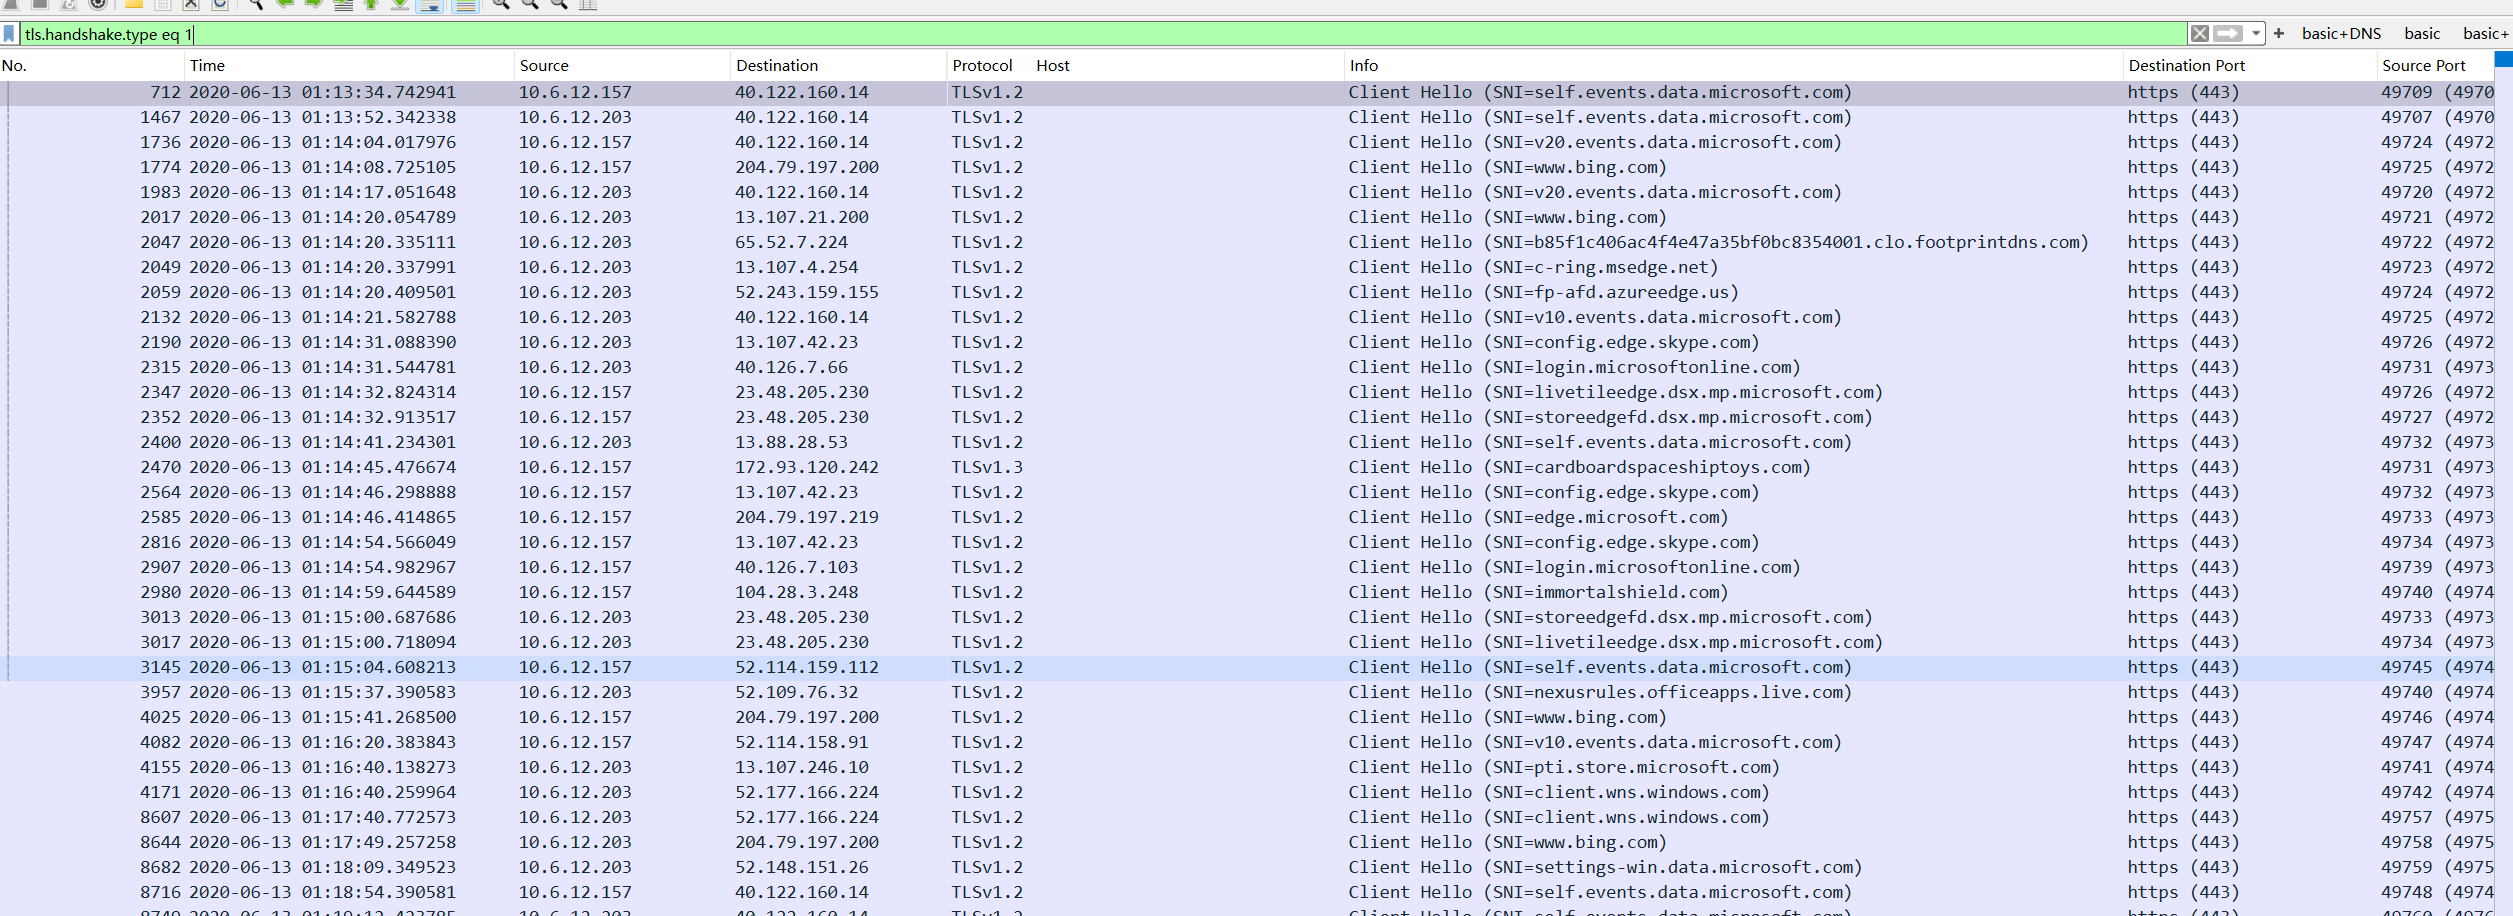 tls.handshake.type eq 1 + basic+DNS basic basic+
No. Time Source Destination Protocol Host Info Destination Port Source Port
712 2020-06-13 01:13:34.742941 10.6.12.157 40.122.160.14 TLSv1.2 Client Hello (SNI=self.events.data.microsoft.com) https (443) 49709 (4970
1467 2020-06-13 01:13:52.342338 10.6.12.203 40.122.160.14 TLSv1.2 Client Hello (SNI=self.events.data.microsoft.com) https (443) 49707 (4970
1736 2020-06-13 01:14:04.017976 10.6.12.157 40.122.160.14 TLSv1.2 Client Hello (SNI=v20.events.data.microsoft.com) https (443) 49724 (4972
1774 2020-06-13 01:14:08.725105 10.6.12.157 204.79.197.200 TLSv1.2 Client Hello (SNI=www.bing.com) https (443) 49725 (4972
1983 2020-06-13 01:14:17.051648 10.6.12.203 40.122.160.14 TLSv1.2 Client Hello (SNI=v20.events.data.microsoft.com) https (443) 49720 (4972
2017 2020-06-13 01:14:20.054789 10.6.12.203 13.107.21.200 TLSv1.2 Client Hello (SNI=www.bing.com) https (443) 49721 (4972
2047 2020-06-13 01:14:20.335111 10.6.12.203 65.52.7.224 TLSv1.2 Client Hello (SNI=b85f1c406ac4f4e47a35bf0bc8354001.clo.footprintdns.com) https (443) 49722 (4972
2049 2020-06-13 01:14:20.337991 10.6.12.203 13.107.4.254 TLSv1.2 Client Hello (SNI=c-ring.msedge.net) https (443) 49723 (4972
2059 2020-06-13 01:14:20.409501 10.6.12.203 52.243.159.155 TLSv1.2 Client Hello (SNI=fp-afd.azureedge.us) https (443) 49724 (4972
2132 2020-06-13 01:14:21.582788 10.6.12.203 40.122.160.14 TLSv1.2 Client Hello (SNI=v10.events.data.microsoft.com) https (443) 49725 (4972
2190 2020-06-13 01:14:31.088390 10.6.12.203 13.107.42.23 TLSv1.2 Client Hello (SNI=config.edge.skype.com) https (443) 49726 (4972
2315 2020-06-13 01:14:31.544781 10.6.12.203 40.126.7.66 TLSv1.2 Client Hello (SNI=login.microsoftonline.com) https (443) 49731 (4973
2347 2020-06-13 01:14:32.824314 10.6.12.157 23.48.205.230 TLSv1.2 Client Hello (SNI=livetileedge.dsx.mp.microsoft.com) https (443) 49726 (4972
2352 2020-06-13 01:14:32.913517 10.6.12.157 23.48.205.230 TLSv1.2 Client Hello (SNI=storeedgefd.dsx.mp.microsoft.com) https (443) 49727 (4972
2400 2020-06-13 01:14:41.234301 10.6.12.203 13.88.28.53 TLSv1.2 Client Hello (SNI=self.events.data.microsoft.com) https (443) 49732 (4973
2470 2020-06-13 01:14:45.476674 10.6.12.157 172.93.120.242 TLSv1.3 Client Hello (SNI=cardboardspaceshiptoys.com) https (443) 49731 (4973
2564 2020-06-13 01:14:46.298888 10.6.12.157 13.107.42.23 TLSv1.2 Client Hello (SNI=config.edge.skype.com) https (443) 49732 (4973
2585 2020-06-13 01:14:46.414865 10.6.12.157 204.79.197.219 TLSv1.2 Client Hello (SNI=edge.microsoft.com) https (443) 49733 (4973
2816 2020-06-13 01:14:54.566049 10.6.12.157 13.107.42.23 TLSv1.2 Client Hello (SNI=config.edge.skype.com) https (443) 49734 (4973
2907 2020-06-13 01:14:54.982967 10.6.12.157 40.126.7.103 TLSv1.2 Client Hello (SNI=login.microsoftonline.com) https (443) 49739 (4973
2980 2020-06-13 01:14:59.644589 10.6.12.157 104.28.3.248 TLSv1.2 Client Hello (SNI=immortalshield.com) https (443) 49740 (4974
3013 2020-06-13 01:15:00.687686 10.6.12.203 23.48.205.230 TLSv1.2 Client Hello (SNI=storeedgefd.dsx.mp.microsoft.com) https (443) 49733 (4973
3017 2020-06-13 01:15:00.718094 10.6.12.203 23.48.205.230 TLSv1.2 Client Hello (SNI=livetileedge.dsx.mp.microsoft.com) https (443) 49734 (4973
3145 2020-06-13 01:15:04.608213 10.6.12.157 52.114.159.112 TLSv1.2 Client Hello (SNI=self.events.data.microsoft.com) https (443) 49745 (4974
3957 2020-06-13 01:15:37.390583 10.6.12.203 52.109.76.32 TLSv1.2 Client Hello (SNI=nexusrules.officeapps.live.com) https (443) 49740 (4974
4025 2020-06-13 01:15:41.268500 10.6.12.157 204.79.197.200 TLSv1.2 Client Hello (SNI=www.bing.com) https (443) 49746 (4974
4082 2020-06-13 01:16:20.383843 10.6.12.157 52.114.158.91 TLSv1.2 Client Hello (SNI=v10.events.data.microsoft.com) https (443) 49747 (4974
4155 2020-06-13 01:16:40.138273 10.6.12.203 13.107.246.10 TLSv1.2 Client Hello (SNI=pti.store.microsoft.com) https (443) 49741 (4974
4171 2020-06-13 01:16:40.259964 10.6.12.203 52.177.166.224 TLSv1.2 Client Hello (SNI=client.wns.windows.com) https (443) 49742 (4974
8607 2020-06-13 01:17:40.772573 10.6.12.203 52.177.166.224 TLSv1.2 Client Hello (SNI=client.wns.windows.com) https (443) 49757 (4975
8644 2020-06-13 01:17:49.257258 10.6.12.203 204.79.197.200 TLSv1.2 Client Hello (SNI=www.bing.com) https (443) 49758 (4975
8682 2020-06-13 01:18:09.349523 10.6.12.203 52.148.151.26 TLSv1.2 Client Hello (SNI=settings-win.data.microsoft.com) https (443) 49759 (4975
8716 2020-06-13 01:18:54.390581 10.6.12.157 40.122.160.14 TLSv1.2 Client Hello (SNI=self.events.data.microsoft.com) https (443) 49748 (4974